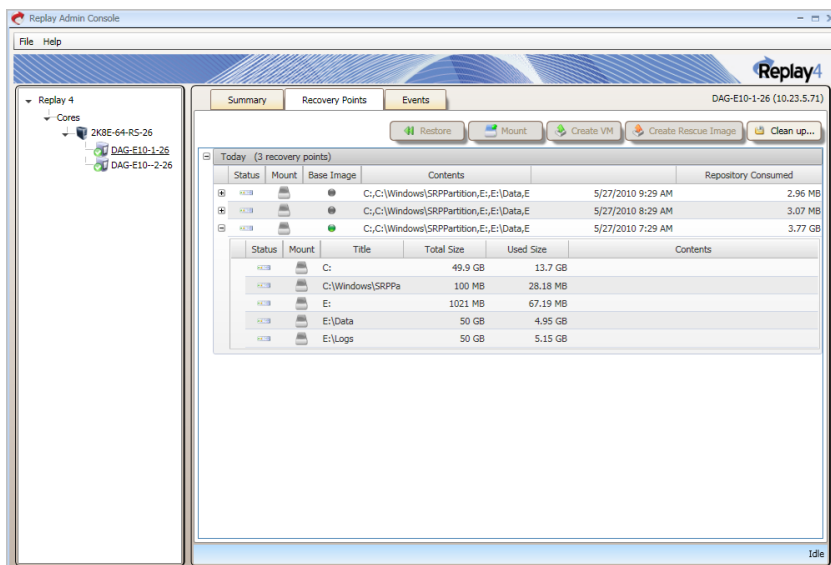 Replay Admin Console
File Help
Replay4
Replay 4
Cores
2K8E-64-RS-26
DAG-E10-1-26
DAG-E10--2-26
Summary Recovery Points Events DAG-E10-1-26 (10.23.5.71)
Restore Mount Create VM Create Rescue Image Clean up...
Today (3 recovery points)
Status Mount Base Image Contents Repository Consumed
C:,C:\Windows\SRPPartition,E:,E:\Data,E 5/27/2010 9:29 AM 2.96 MB
C:,C:\Windows\SRPPartition,E:,E:\Data,E 5/27/2010 8:29 AM 3.07 MB
C:,C:\Windows\SRPPartition,E:,E:\Data,E 5/27/2010 7:29 AM 3.77 GB
Status Mount Title Total Size Used Size Contents
C: 49.9 GB 13.7 GB
C:\Windows\SRPPa 100 MB 28.18 MB
E: 1021 MB 67.19 MB
E:\Data 50 GB 4.95 GB
E:\Logs 50 GB 5.15 GB
Idle